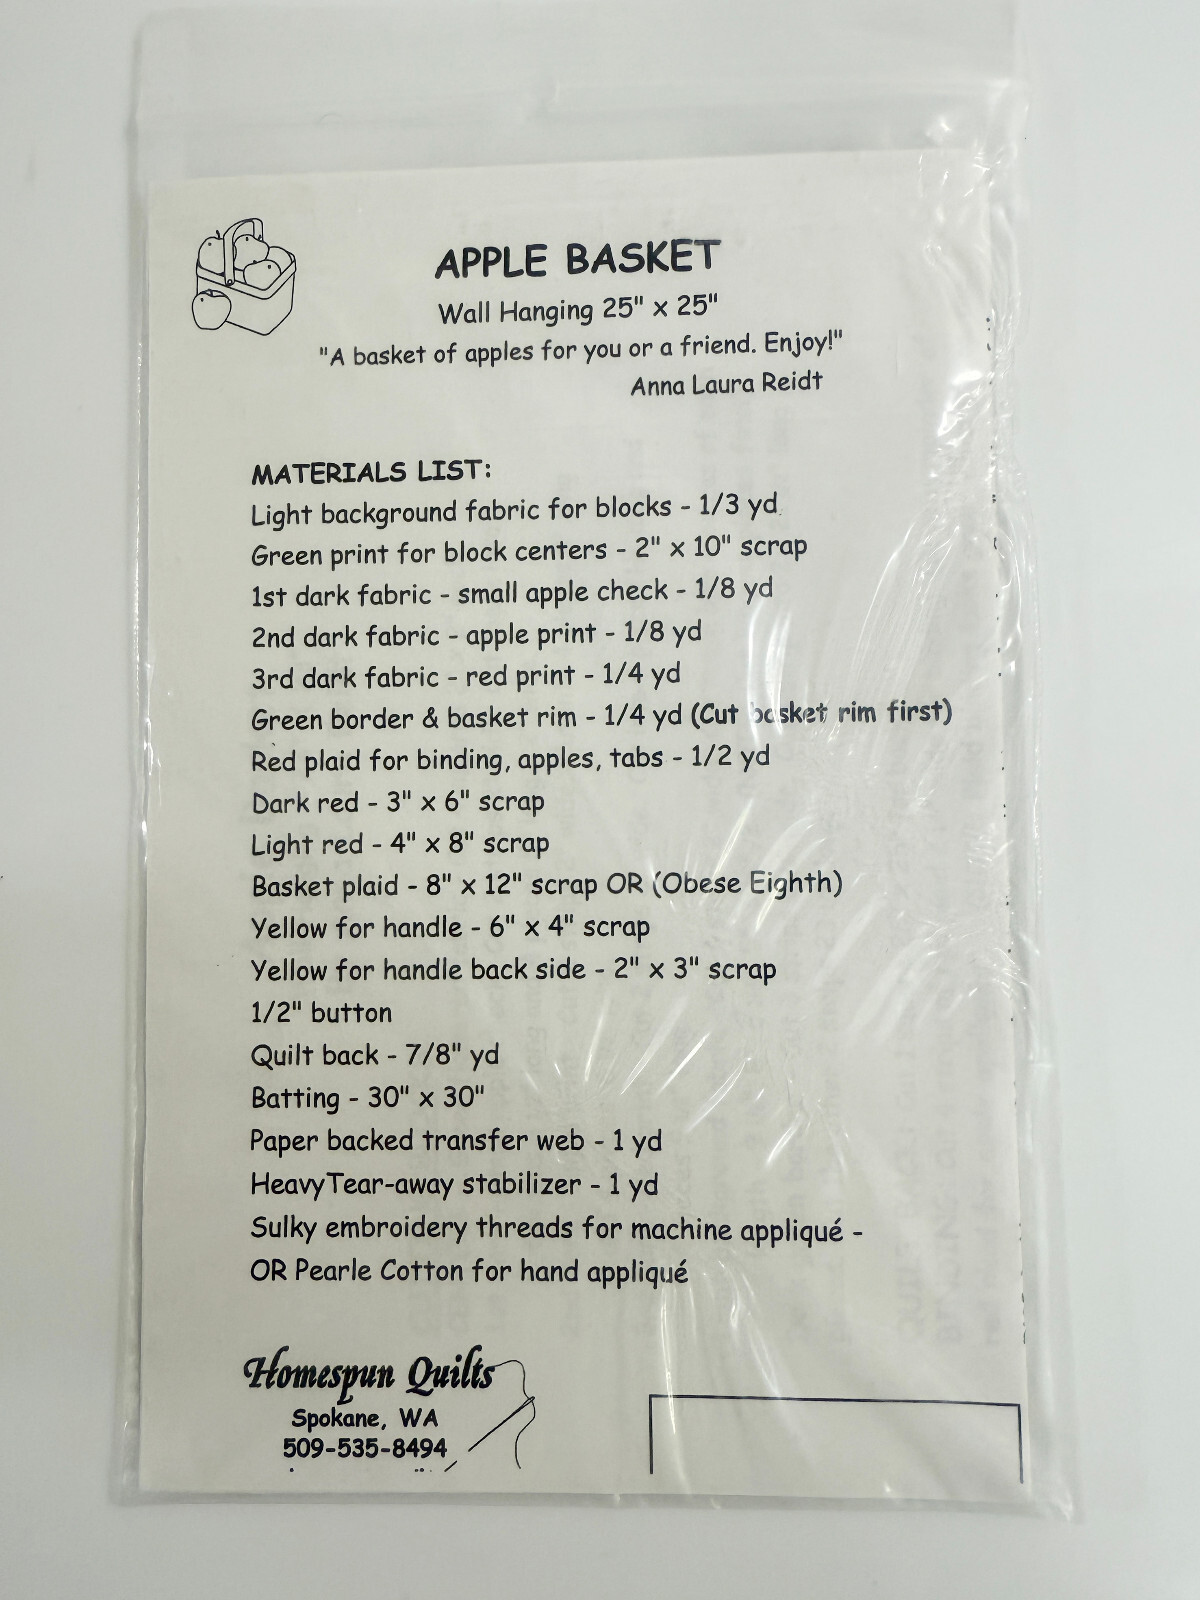 APPLE BASKET
Wall Hanging 25" x 25"
"A basket of apples for you or a friend. Enjoy!"
Anna Laura Reidt
MATERIALS LIST:
Light background fabric for blocks - 1/3 yd
Green print for block centers - 2" x 10" scrap
1st dark fabric - small apple check - 1/8 yd
2nd dark fabric - apple print - 1/8 yd
3rd dark fabric - red print - 1/4 yd
Green border & basket rim - 1/4 yd (Cut basket rim first)
Red plaid for binding, apples, tabs - 1/2 yd
Dark red - 3" x 6" scrap
Light red - 4" x 8" scrap
Basket plaid - 8" x 12" scrap OR (Obese Eighth)
Yellow for handle - 6" x 4" scrap
Yellow for handle back side - 2" x 3" scrap
1/2" button
Quilt back - 7/8" yd
Batting - 30" x 30"
Paper backed transfer web - 1 yd
HeavyTear-away stabilizer - 1 yd
Sulky embroidery threads for machine appliqué -
OR Pearle Cotton for hand appliqué
Homespun Quilts
Spokane, WA
509-535-8494